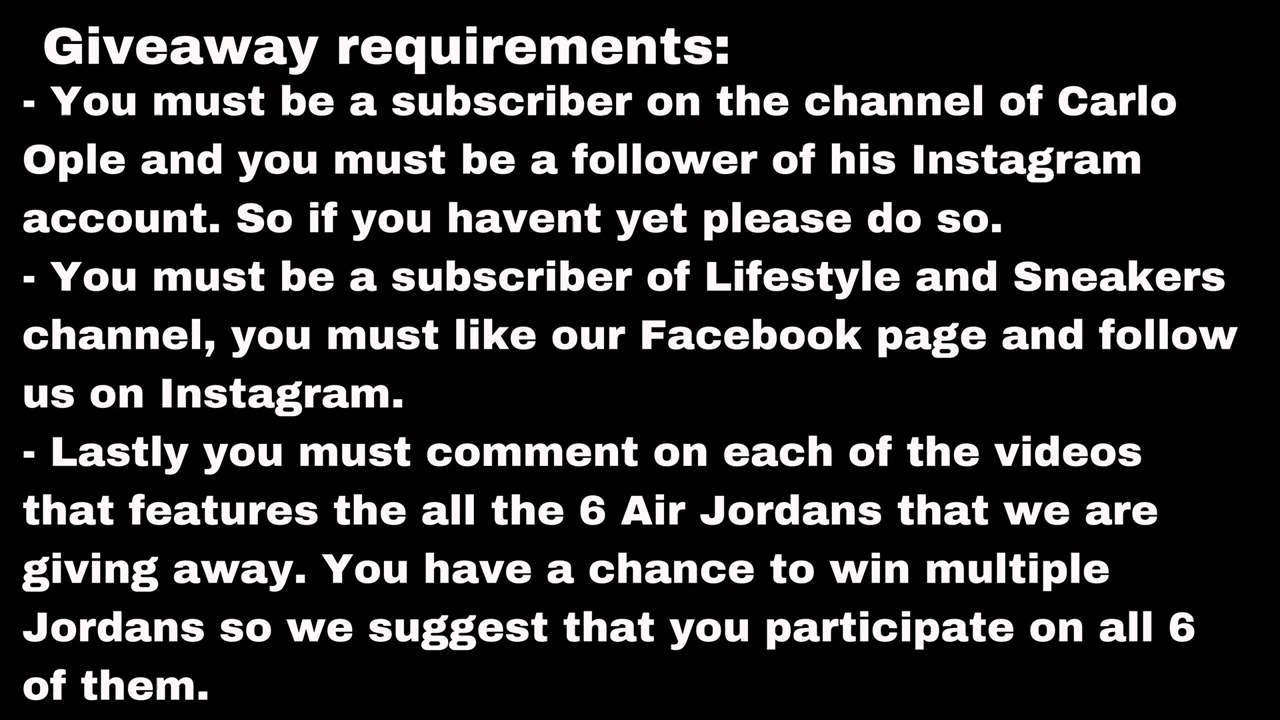 Giveaway requirements:
- You must be a subscriber on the channel of Carlo
Ople and you must be a follower of his Instagram
account. So if you havent yet please do so.
- You must be a subscriber of Lifestyle and Sneakers
channel, you must like our Facebook page and follow
us on Instagram.
- Lastly you must comment on each of the videos
that features the all the 6 Air Jordans that we are
giving away. You have a chance to win multiple
Jordans so we suggest that you participate on all 6
of them.